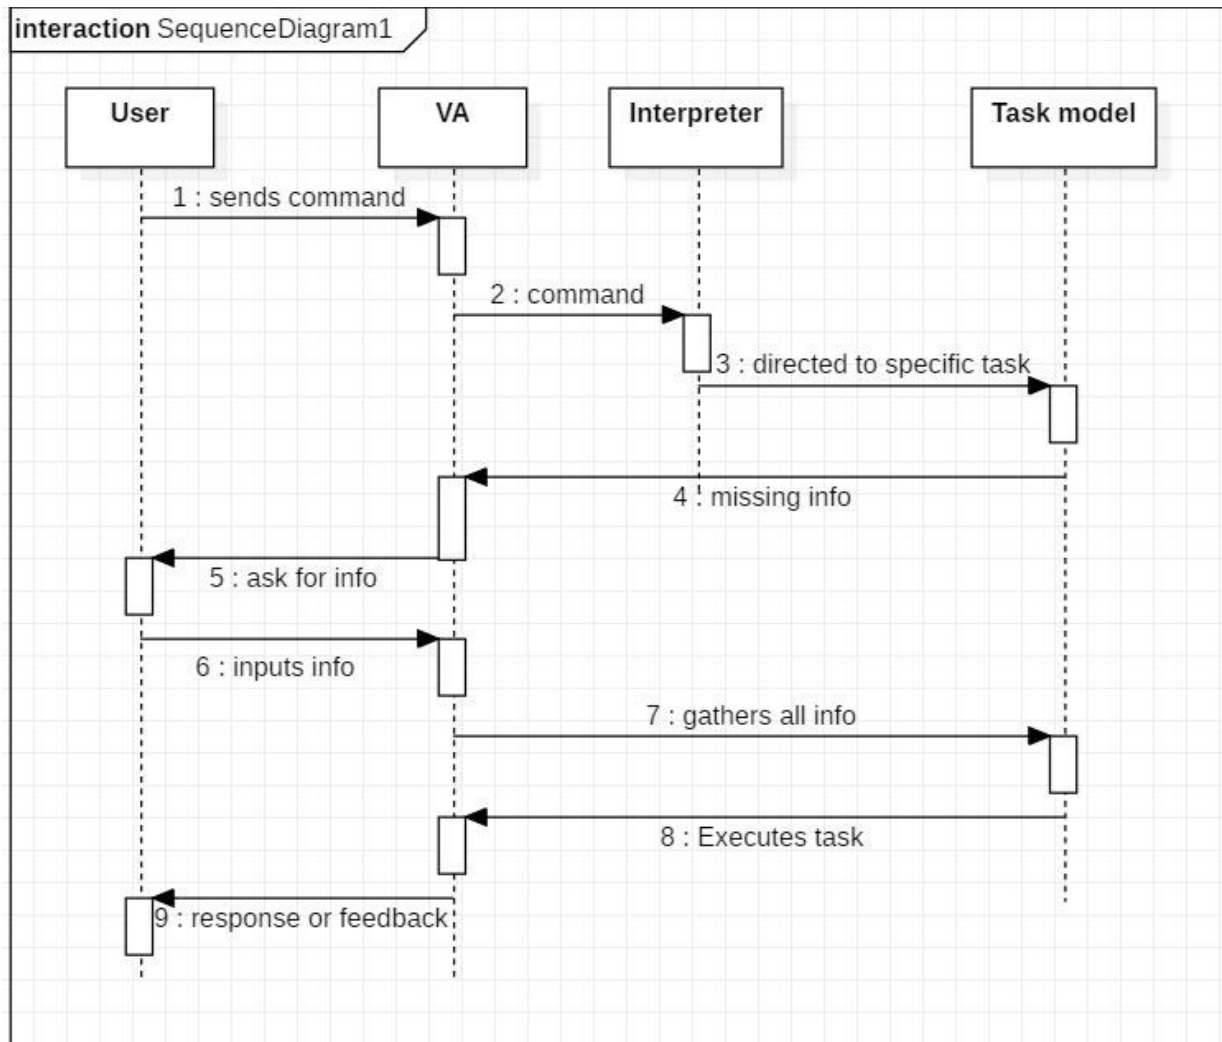 interaction SequenceDiagram1
User
VA
Interpreter
Task model
1 : sends command
2 : command
3 : directed to specific task
4 : missing info
5 : ask for info
6 : inputs info
7 : gathers all info
8 : Executes task
9 : response or feedback